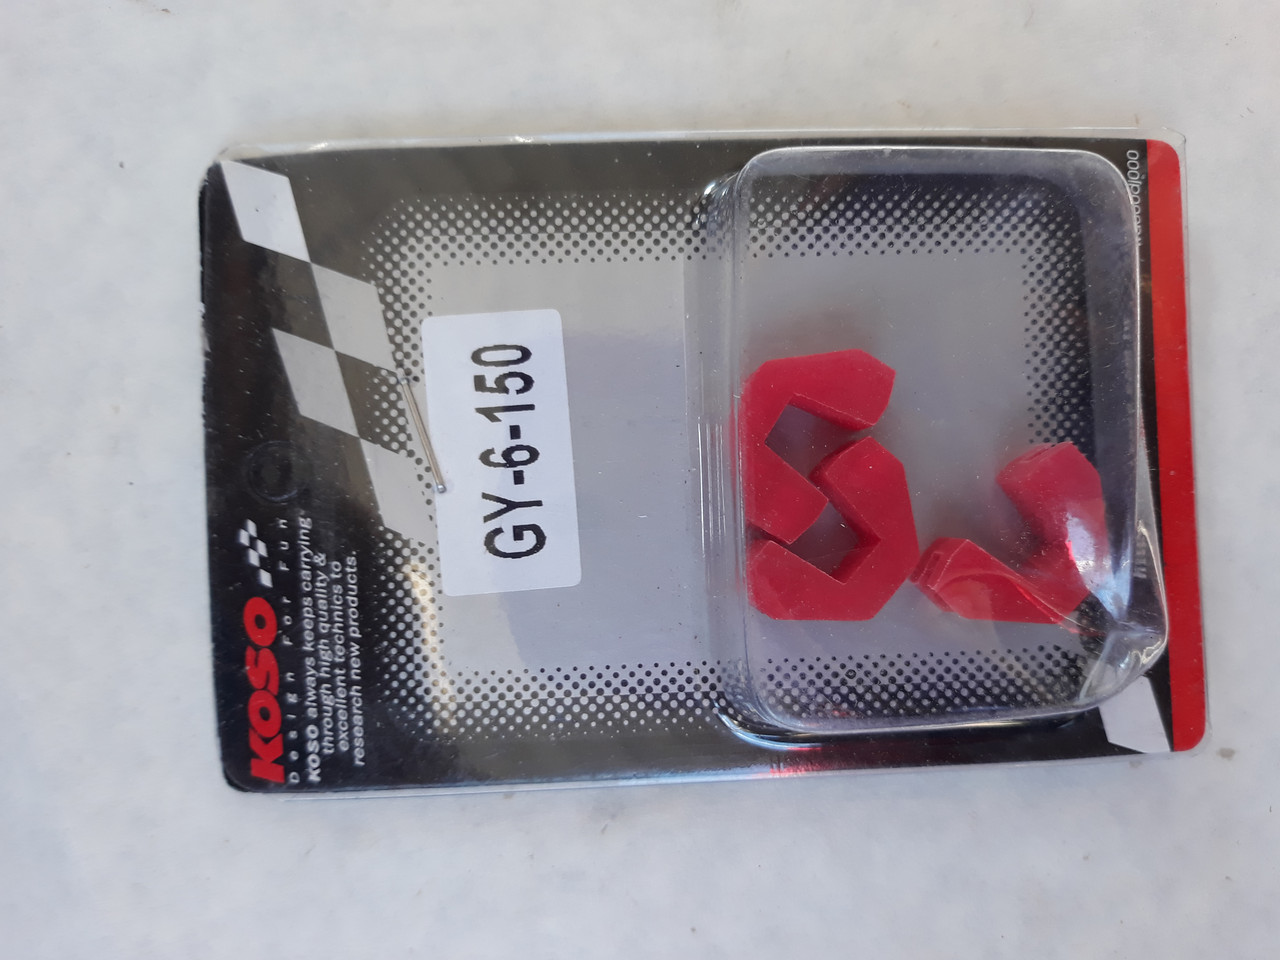 KOSO
Design For Fun
KOSO always keeps carrying
through high quality &
excellent technics to
research new products.
GY-6-150